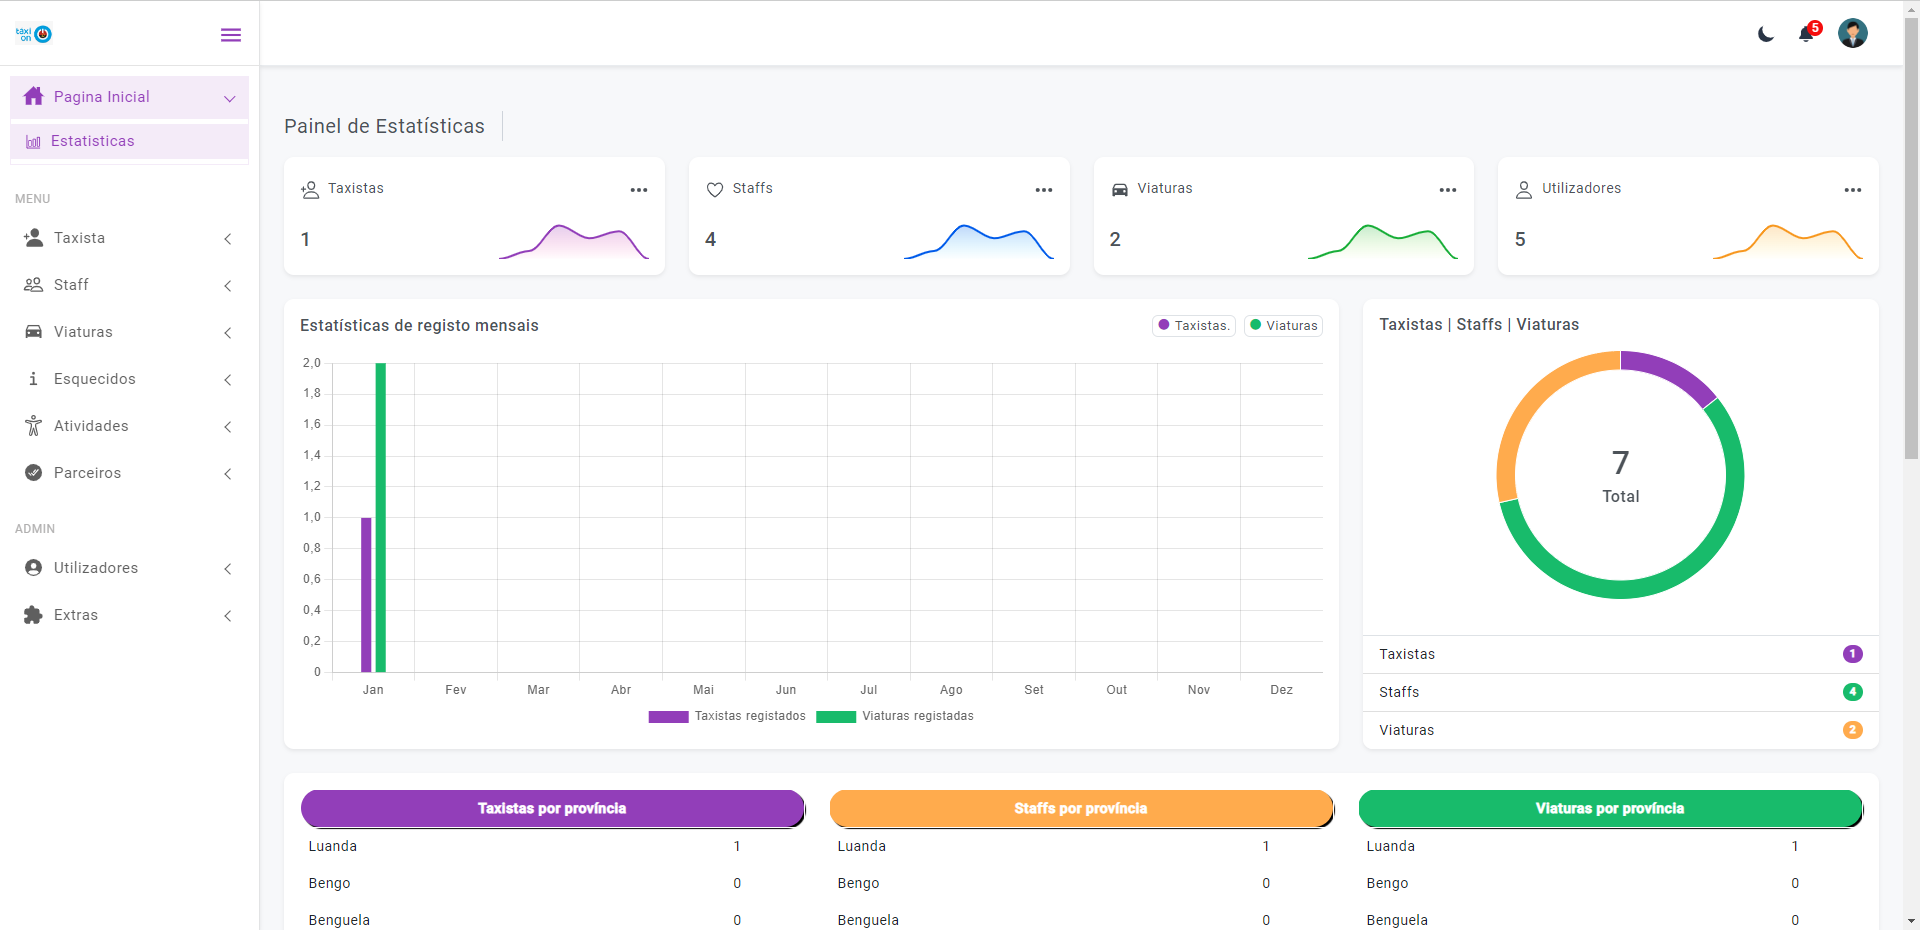 taxi
on
5
Pagina Inicial
Estatisticas
MENU
Taxista
Staff
Viaturas
Esquecidos
Atividades
Parceiros
ADMIN
Utilizadores
Extras
Painel de Estatísticas
Taxistas
1
Staffs
4
Viaturas
2
Utilizadores
5
Estatísticas de registo mensais
Taxistas.
Viaturas
2,0
1,8
1,6
1,4
1,2
1,0
0,8
0,6
0,4
0,2
0
Jan Fev Mar Abr Mai Jun Jul Ago Set Out Nov Dez
Taxistas registados Viaturas registadas
Taxistas | Staffs | Viaturas
7
Total
Taxistas 1
Staffs 4
Viaturas 2
Taxistas por província
Luanda 1
Bengo 0
Benguela 0
Staffs por província
Luanda 1
Bengo 0
Benguela 0
Viaturas por província
Luanda 1
Bengo 0
Benguela 0